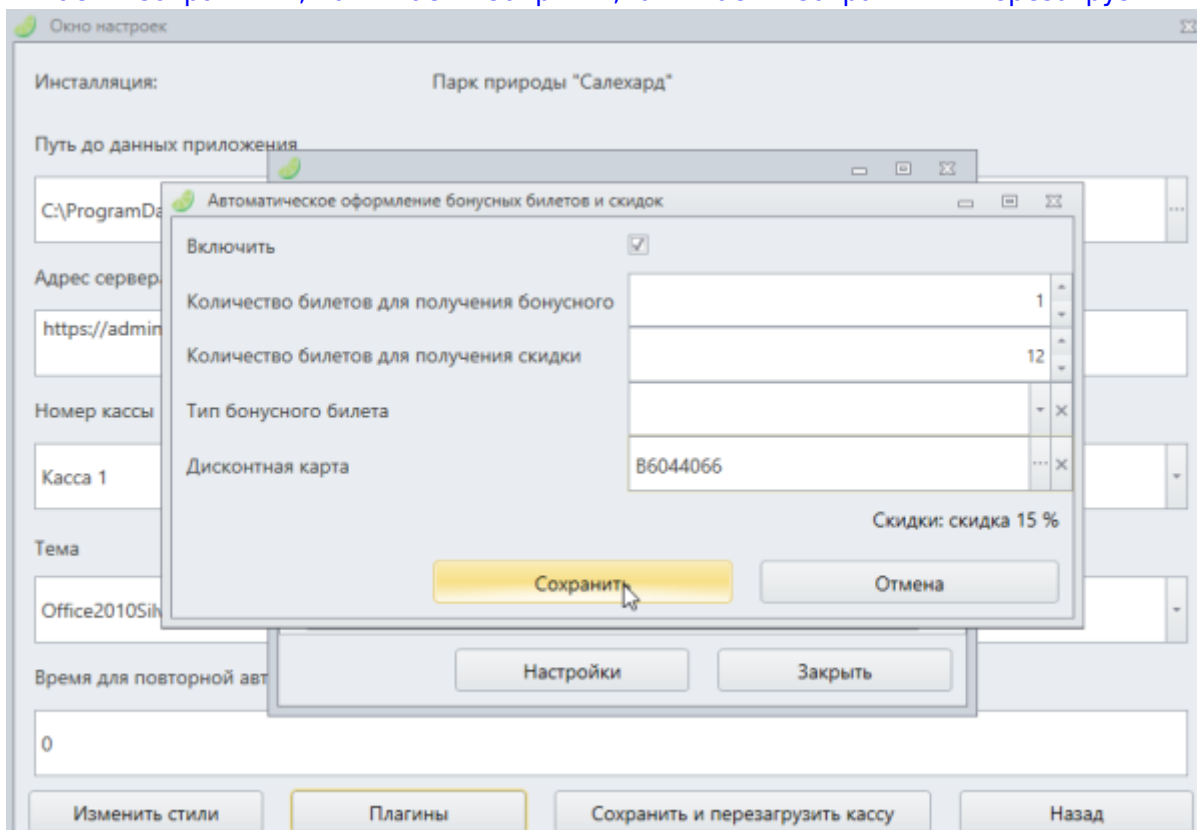 Окно настроек
Инсталляция: Парк природы "Салехард"
Путь до данных приложения
C:\ProgramDa
Автоматическое оформление бонусных билетов и скидок
Включить
Количество билетов для получения бонусного 1
Адрес сервер
https://admin
Количество билетов для получения скидки 12
Номер кассы
Тип бонусного билета
Касса 1
Дисконтная карта B6044066
Скидки: скидка 15 %
Тема
Сохранить Отмена
Office2010Silv
Настройки Закрыть
Время для повторной авт
0
Изменить стили Плагины Сохранить и перезагрузить кассу Назад